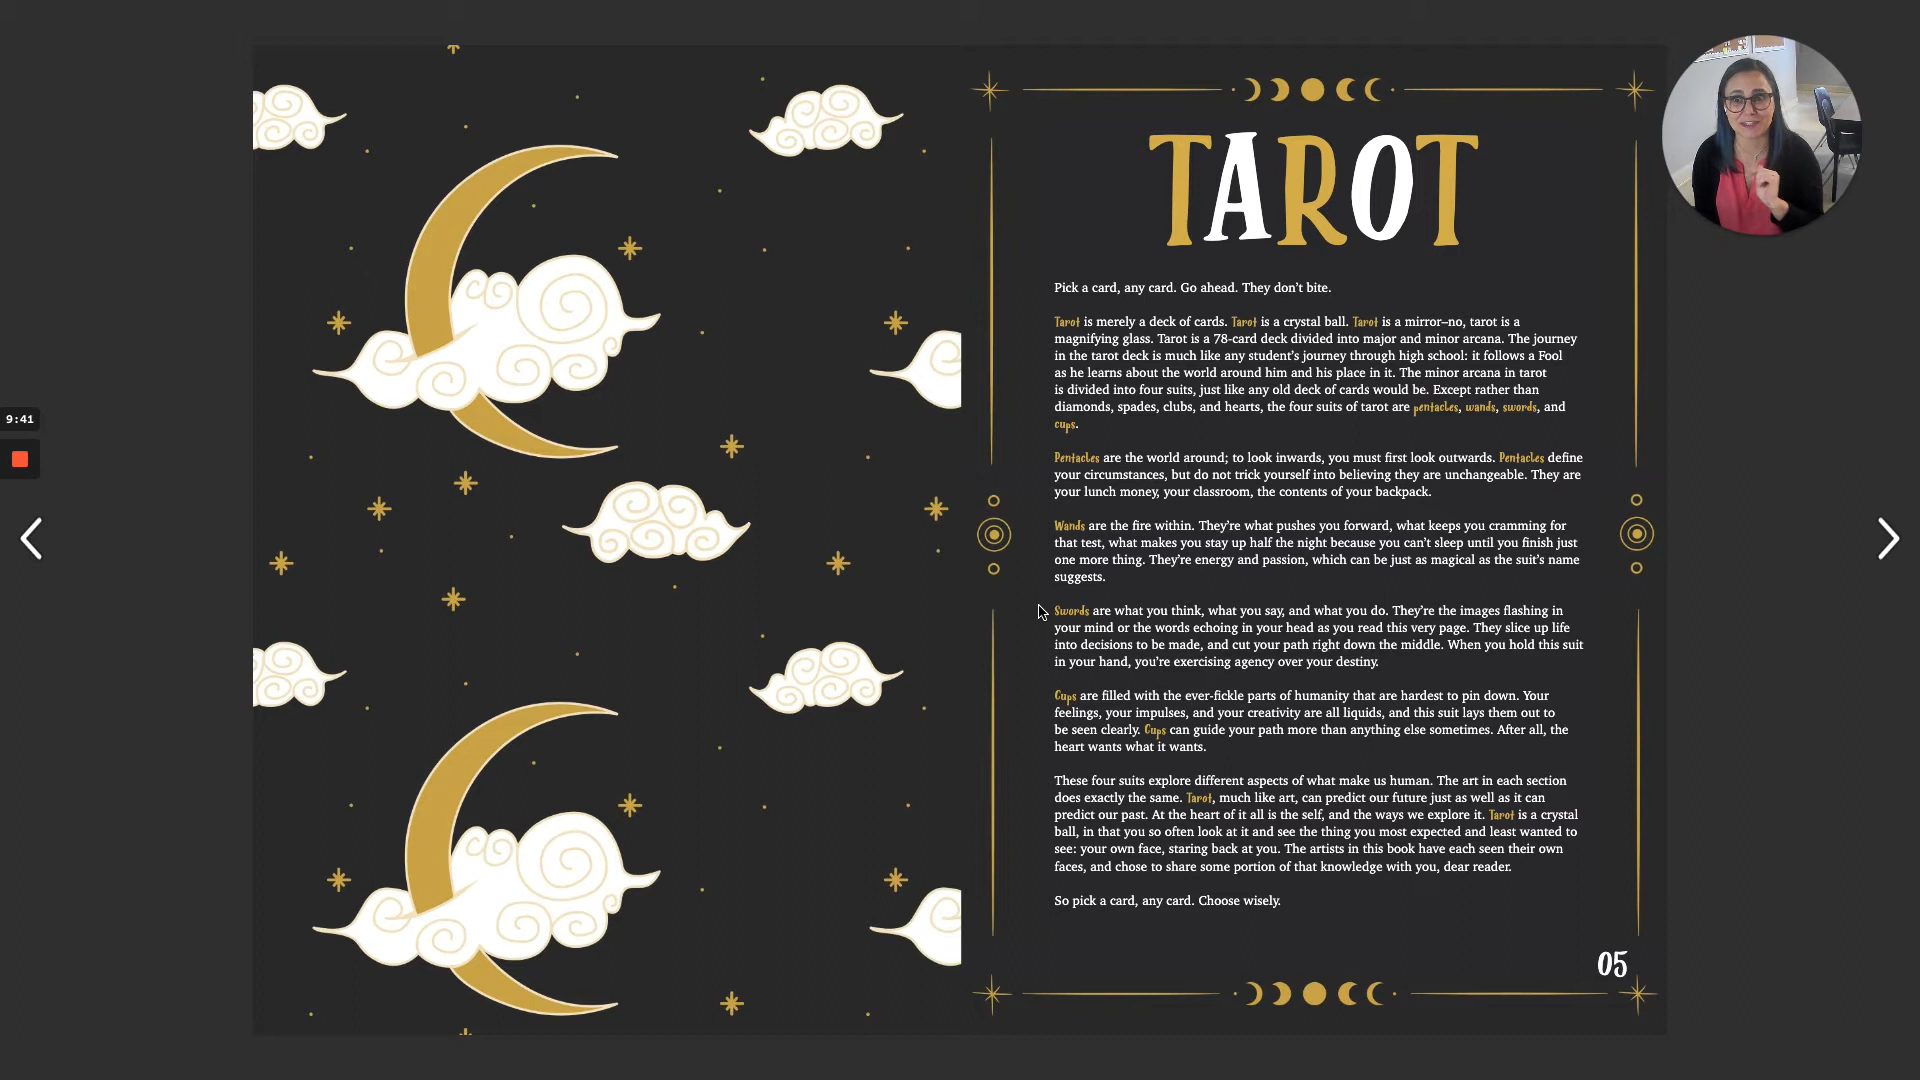 TAROT
Pick a card, any card. Go ahead. They don't bite.
Tarot is merely a deck of cards. Tarot is a crystal ball. Tarot is a mirror–no, tarot is a
magnifying glass. Tarot is a 78-card deck divided into major and minor arcana. The journey
in the tarot deck is much like any student's journey through high school: it follows a Fool
as he learns about the world around him and his place in it. The minor arcana in tarot
is divided into four suits, just like any old deck of cards would be. Except rather than
diamonds, spades, clubs, and hearts, the four suits of tarot are pentacles, wands, swords, and
cups.
Pentacles are the world around; to look inwards, you must first look outwards. Pentacles define
your circumstances, but do not trick yourself into believing they are unchangeable. They are
your lunch money, your classroom, the contents of your backpack.
Wands are the fire within. They're what pushes you forward, what keeps you cramming for
that test, what makes you stay up half the night because you can't sleep until you finish just
one more thing. They're energy and passion, which can be just as magical as the suit's name
suggests.
Swords are what you think, what you say, and what you do. They're the images flashing in
your mind or the words echoing in your head as you read this very page. They slice up life
into decisions to be made, and cut your path right down the middle. When you hold this suit
in your hand, you're exercising agency over your destiny.
Cups are filled with the ever-fickle parts of humanity that are hardest to pin down. Your
feelings, your impulses, and your creativity are all liquids, and this suit lays them out to
be seen clearly. Cups can guide your path more than anything else sometimes. After all, the
heart wants what it wants.
These four suits explore different aspects of what make us human. The art in each section
does exactly the same. Tarot, much like art, can predict our future just as well as it can
predict our past. At the heart of it all is the self, and the ways we explore it. Tarot is a crystal
ball, in that you so often look at it and see the thing you most expected and least wanted to
see: your own face, staring back at you. The artists in this book have each seen their own
faces, and chose to share some portion of that knowledge with you, dear reader.
So pick a card, any card. Choose wisely.
05
9:41